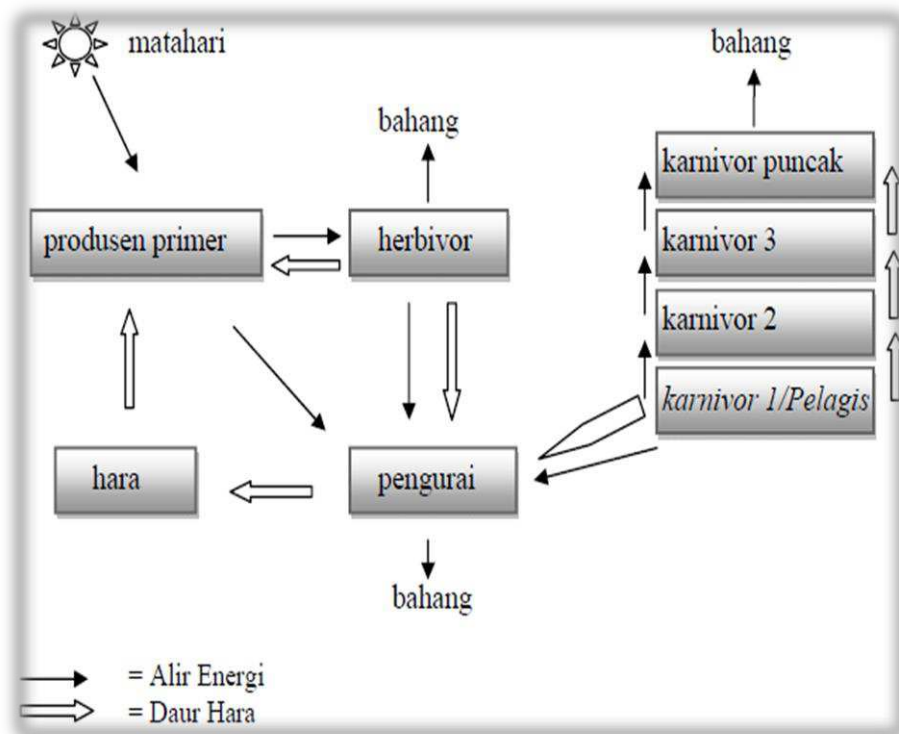 matahari
bahang
bahang
karnivor puncak
produsen primer
herbivor
karnivor 3
karnivor 2
karnivor 1/Pelagis
hara
pengurai
bahang
= Alir Energi
= Daur Hara